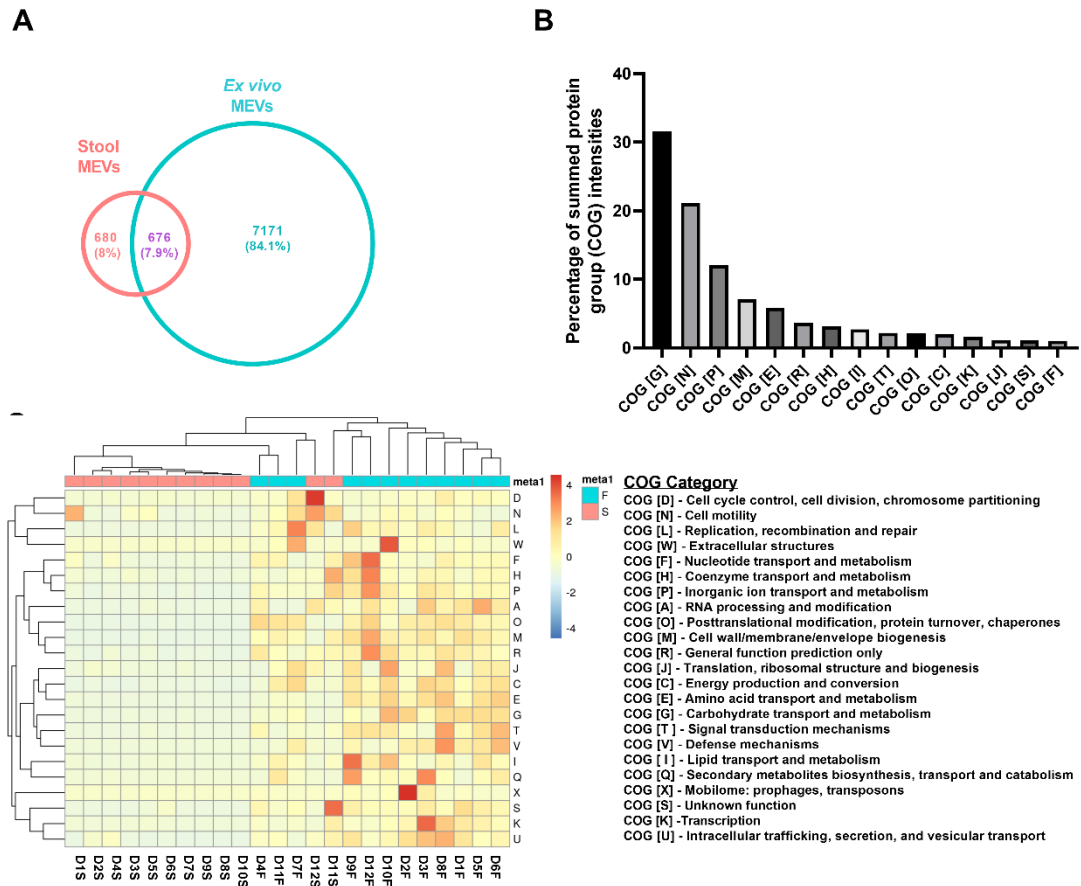 A
B
Ex vivo
MEVs
Stool
MEVs
680
(8%)
676
(7.9%)
7171
(84.1%)
Percentage of summed protein
group (COG) intensities
40
30
20
10
0
COG [G]
COG [N]
COG [P]
COG [M]
COG [E]
COG [R]
COG [H]
COG [I]
COG [T]
COG [O]
COG [C]
COG [K]
COG [J]
COG [S]
COG [F]
meta1
meta1
F
S
4
2
0
-2
-4
D
N
L
W
F
H
P
A
O
M
R
J
C
E
G
T
V
I
Q
X
S
K
U
D1S
D2S
D4S
D3S
D5S
D6S
D7S
D9S
D8S
D10S
D4F
D11F
D7F
D12S
D11S
D9F
D12F
D10F
D2F
D3F
D8F
D1F
D5F
D6F
COG Category
COG [D] - Cell cycle control, cell division, chromosome partitioning
COG [N] - Cell motility
COG [L] - Replication, recombination and repair
COG [W] - Extracellular structures
COG [F] - Nucleotide transport and metabolism
COG [H] - Coenzyme transport and metabolism
COG [P] - Inorganic ion transport and metabolism
COG [A] - RNA processing and modification
COG [O] - Posttranslational modification, protein turnover, chaperones
COG [M] - Cell wall/membrane/envelope biogenesis
COG [R] - General function prediction only
COG [J] - Translation, ribosomal structure and biogenesis
COG [C] - Energy production and conversion
COG [E] - Amino acid transport and metabolism
COG [G] - Carbohydrate transport and metabolism
COG [T ] - Signal transduction mechanisms
COG [V] - Defense mechanisms
COG [ I ] - Lipid transport and metabolism
COG [Q] - Secondary metabolites biosynthesis, transport and catabolism
COG [X] - Mobilome: prophages, transposons
COG [S] - Unknown function
COG [K] -Transcription
COG [U] - Intracellular trafficking, secretion, and vesicular transport